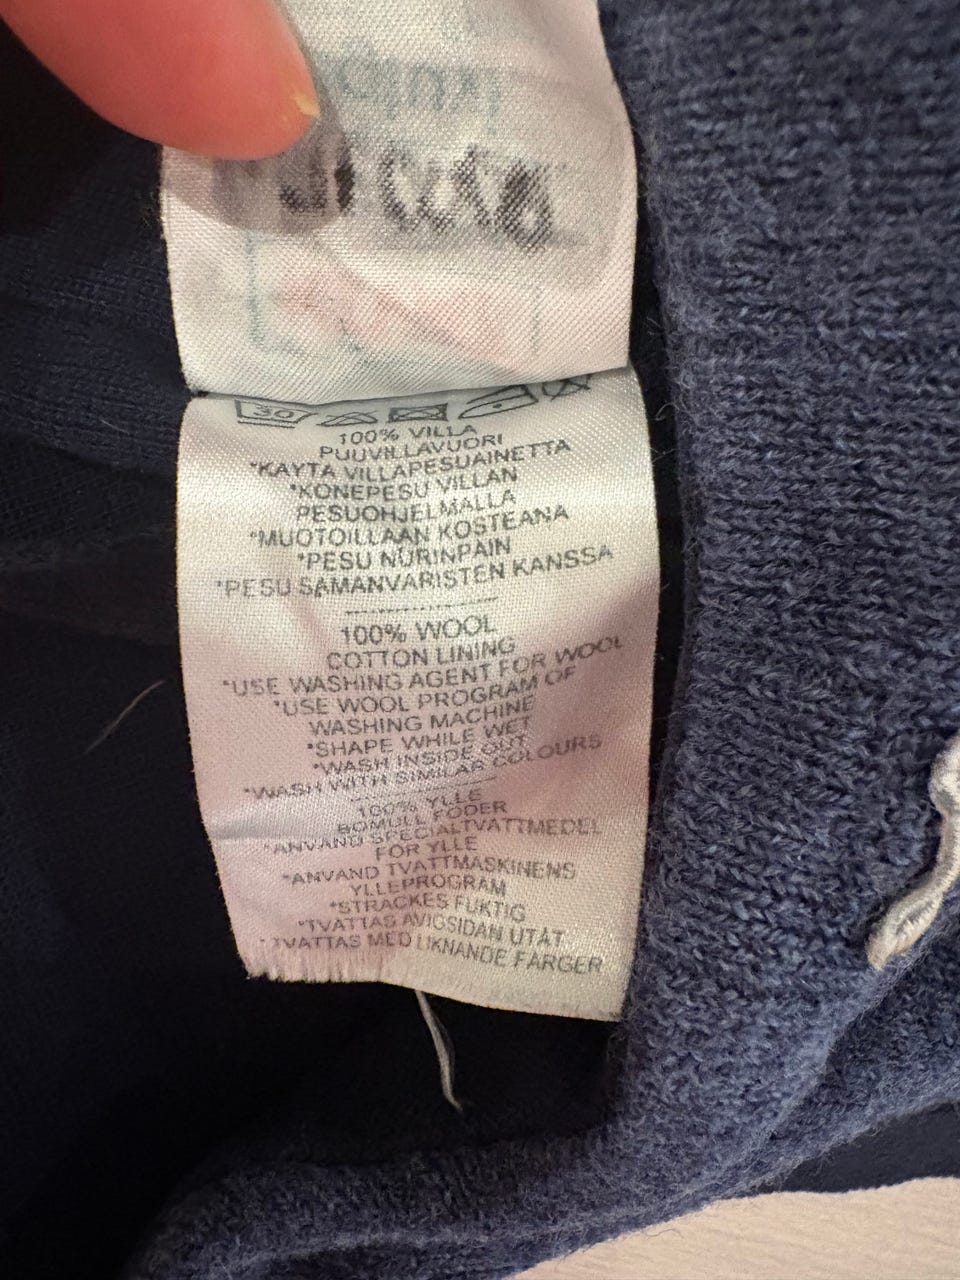 30
100% VILLA
PUUVILLAVUORI
*KAYTA VILLAPESUAINETTA
*KONEPESU VILLAN
PESUOHJELMALLA
*MUOTOILLAAN KOSTEANA
*PESU NURINPAIN
*PESU SAMANVARISTEN KANSSA
100% WOOL
COTTON LINING
*USE WASHING AGENT FOR WOOL
*USE WOOL PROGRAM OF
WASHING MACHINE
*SHAPE WHILE WET
*WASH INSIDE OUT
*WASH WITH SIMILAR COLOURS
100% YLLE
BOMULL FODER
*ANVAND SPECIALTVATTMEDEL
FOR YLLE
*ANVAND TVATTMASKINENS
YLLEPROGRAM
*STRACKES FUKTIG
*TVATTAS AVIGSIDAN UTÅT
*TVATTAS MED LIKNANDE FARGER